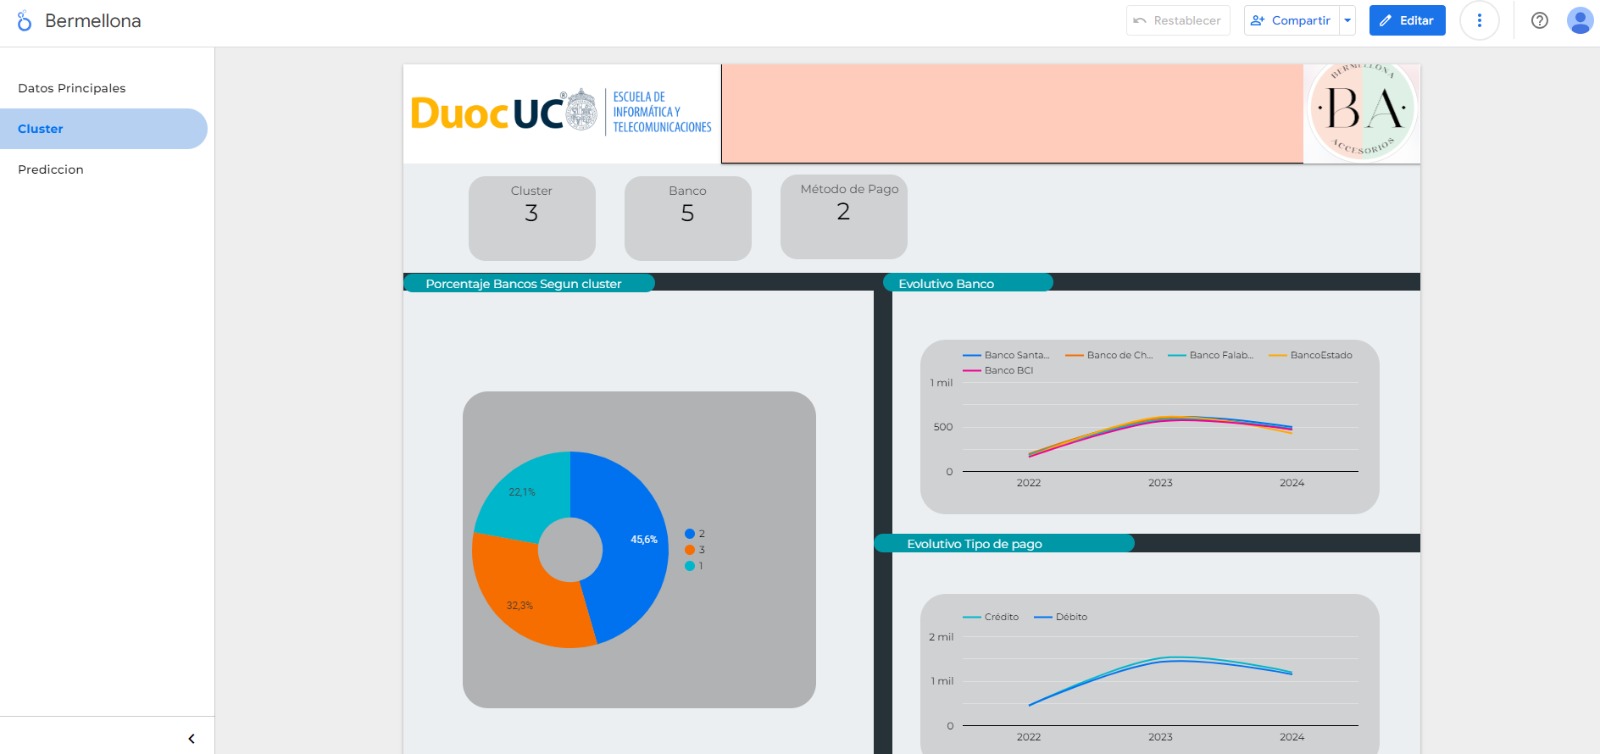 Bermellona
Restablecer
Compartir
Editar
Datos Principales
Cluster
Prediccion
DuocUC®
ESCUELA DE
INFORMÁTICA Y
TELECOMUNICACIONES
BERMELLONA
BA
ACCESORIOS
Cluster
3
Banco
5
Método de Pago
2
Porcentaje Bancos Segun cluster
22,1%
45,6%
32,3%
2
3
1
Evolutivo Banco
Banco Santa...
Banco de Ch...
Banco Falab...
BancoEstado
Banco BCI
1 mil
500
0
2022
2023
2024
Evolutivo Tipo de pago
Crédito
Débito
2 mil
1 mil
0
2022
2023
2024